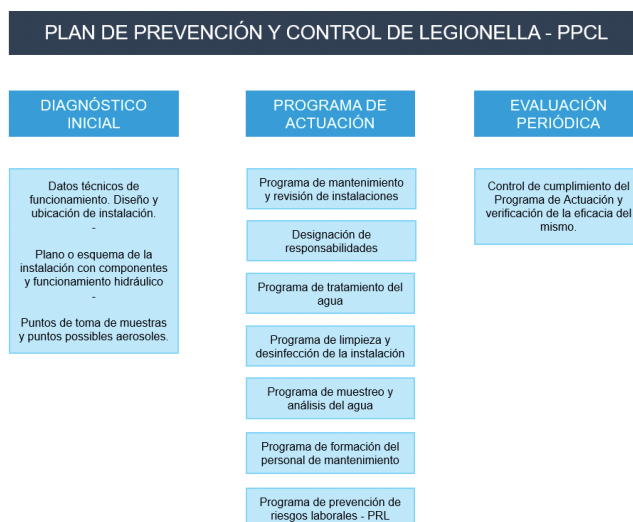 PLAN DE PREVENCIÓN Y CONTROL DE LEGIONELLA - PPCL
DIAGNÓSTICO
INICIAL
Datos técnicos de
funcionamiento. Diseño y
ubicación de instalación.
-
Plano o esquema de la
instalación con componentes
y funcionamiento hidráulico
-
Puntos de toma de muestras
y puntos possibles aerosoles.
PROGRAMA DE
ACTUACIÓN
Programa de mantenimiento
y revisión de instalaciones
Designación de
responsabilidades
Programa de tratamiento del
agua
Programa de limpieza y
desinfección de la instalación
Programa de muestreo y
análisis del agua
Programa de formación del
personal de mantenimiento
Programa de prevención de
riesgos laborales - PRL
EVALUACIÓN
PERIÓDICA
Control de cumplimiento del
Programa de Actuación y
verificación de la eficacia del
mismo.